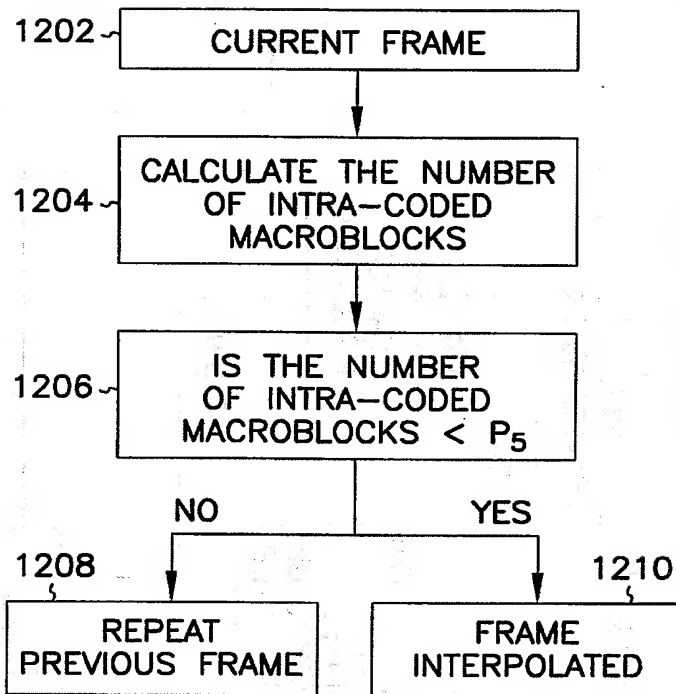 1202
CURRENT FRAME
1204
CALCULATE THE NUMBER
OF INTRA-CODED
MACROBLOCKS
1206
IS THE NUMBER
OF INTRA-CODED
MACROBLOCKS < P5
NO
YES
1208
REPEAT
PREVIOUS FRAME
1210
FRAME
INTERPOLATED